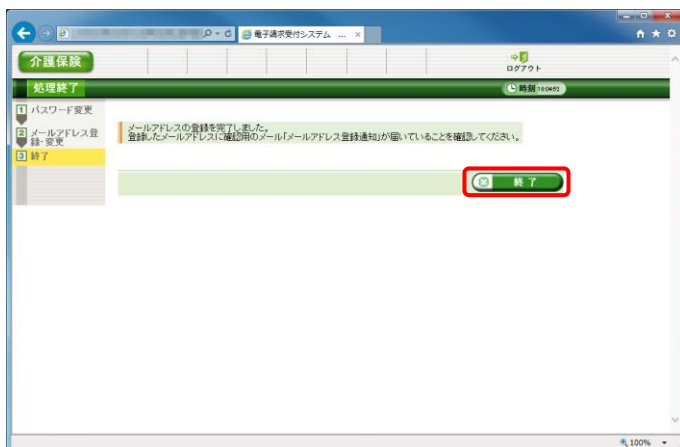 電子請求受付システム ... ×
介護保険
ログアウト
処理終了
時刻 18:04:52
1 パスワード変更
2 メールアドレス登
録・変更
3 終了
メールアドレスの登録を完了しました。
登録したメールアドレスに確認用のメール「メールアドレス登録通知」が届いていることを確認してください。
終了
100%